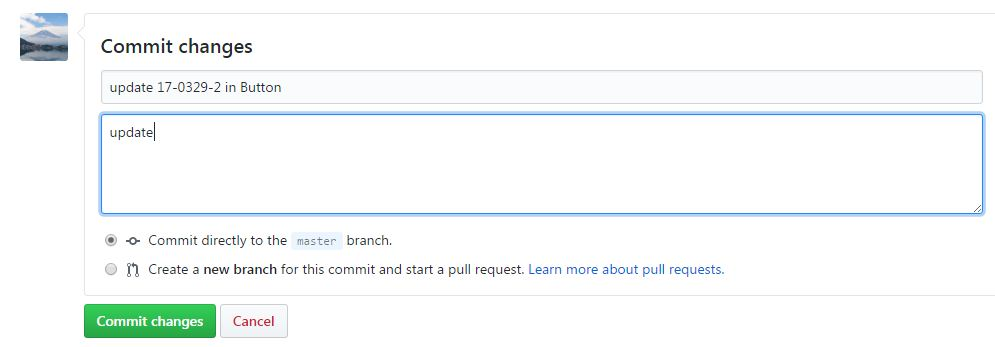 Commit changes
update 17-0329-2 in Button
update
Commit directly to the master branch.
Create a new branch for this commit and start a pull request. Learn more about pull requests.
Commit changes Cancel